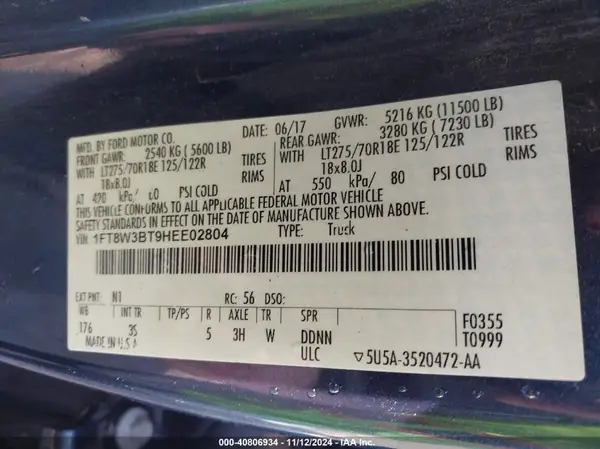 MFD. BY FORD MOTOR CO. DATE: 06/17 GVWR: 5216 KG (11500 LB)
FRONT GAWR: 2540 KG (5600 LB) REAR GAWR: 3280 KG (7230 LB)
WITH LT275/70R18E 125/122R TIRES WITH LT275/70R18E 125/122R TIRES
18x8.0J RIMS 18x8.0J RIMS
AT 420 kPa/ 60 PSI COLD AT 550 kPa/ 80 PSI COLD
THIS VEHICLE CONFORMS TO ALL APPLICABLE FEDERAL MOTOR VEHICLE
SAFETY STANDARDS IN EFFECT ON THE DATE OF MANUFACTURE SHOWN ABOVE.
VIN 1FT8W3BT9HEE02804 TYPE: Truck
EXT PNT: N1 RC: 56 DSO:
WB INT TR TP/PS R AXLE TR SPR F0355
176 3S 5 3H W DDNN T0999
MADE IN U.S.A ULC ▽5U5A-3520472-AA
000-40806934 - 11/12/2024 - IAA Inc.